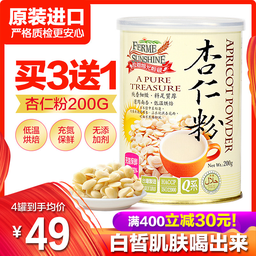 原装进口
严格质检更安心
买3送1
杏仁粉200G
低温烘焙
充氮保鲜
无添加剂
FERME SUNSHINE
A PURE TREASURE
杏仁粉
APRICOT POWDER
Net Wt. 200g
4罐到手均价
¥49
满400立减30元!
白皙肌肤喝出来